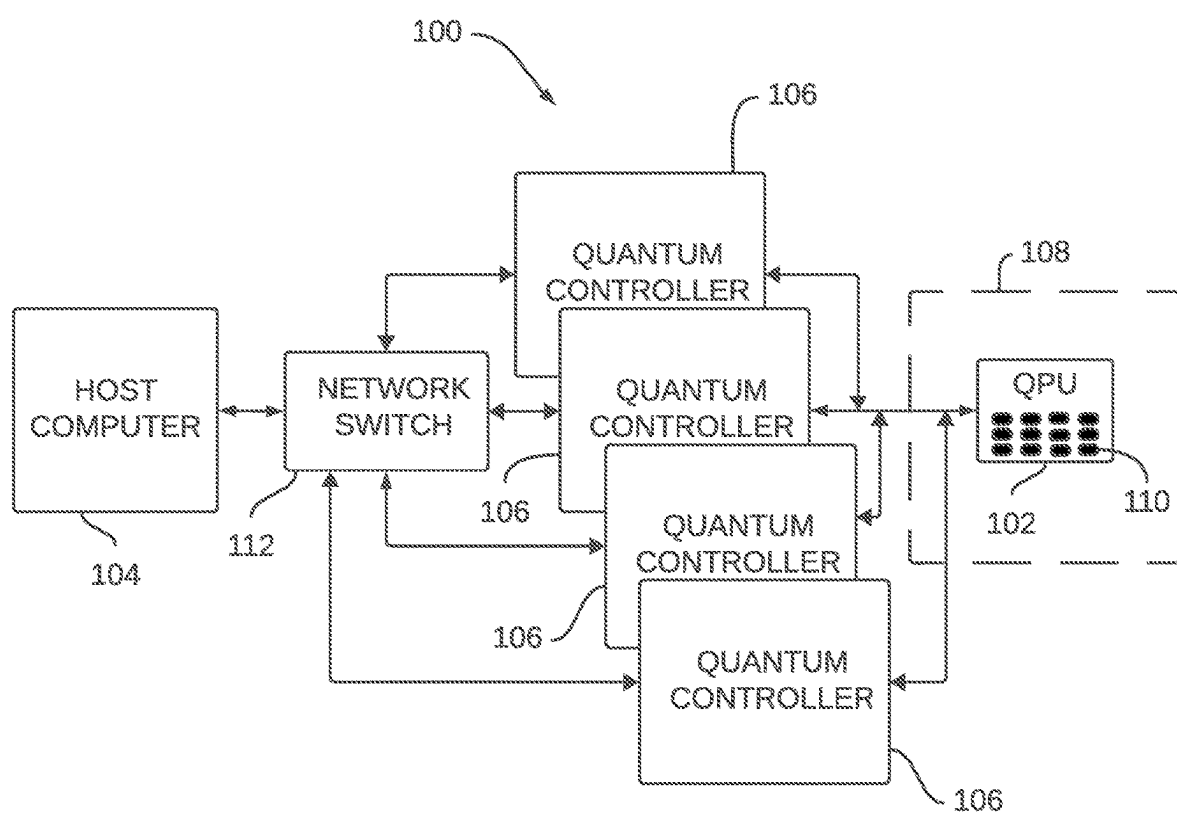 100
106
QUANTUM
CONTROLLER
108
HOST
COMPUTER
NETWORK
SWITCH
QUANTUM
CONTROLLER
QPU
106
112
104
102
110
QUANTUM
CONTROLLER
106
QUANTUM
CONTROLLER
106